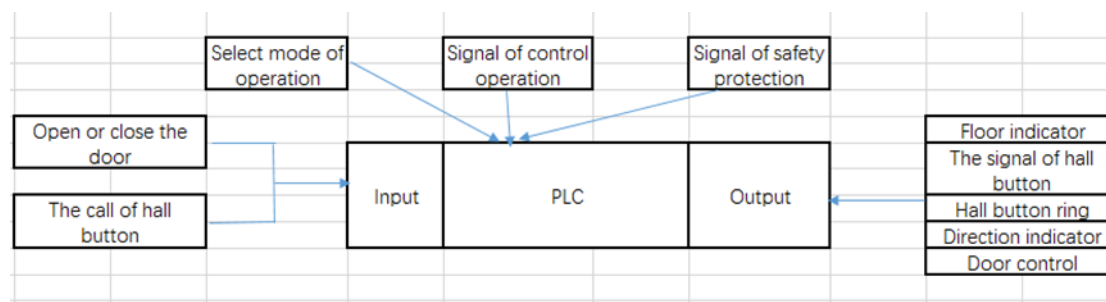 Select mode of
operation
Signal of control
operation
Signal of safety
protection
Open or close the
door
The call of hall
button
Input
PLC
Output
Floor indicator
The signal of hall
button
Hall button ring
Direction indicator
Door control